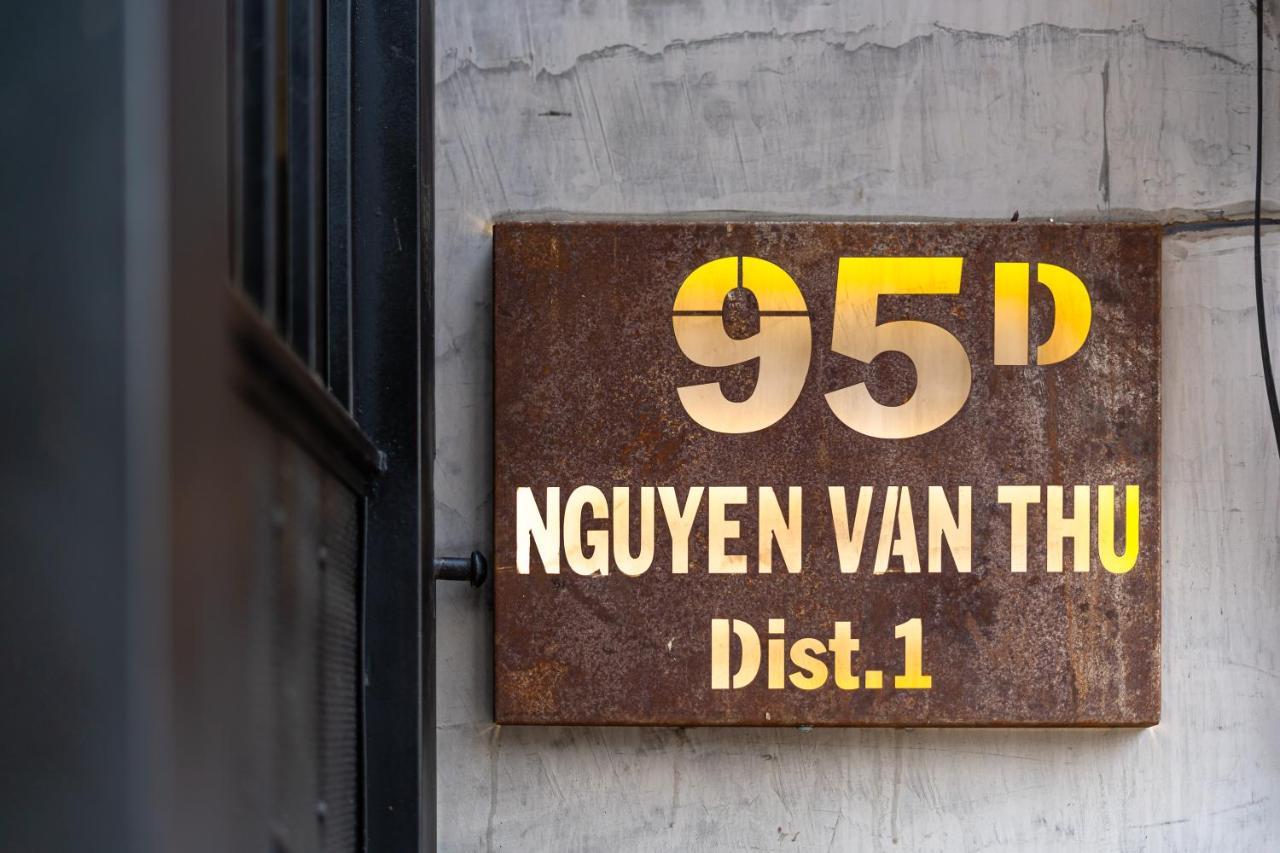 95D
NGUYEN VAN THU
Dist.1